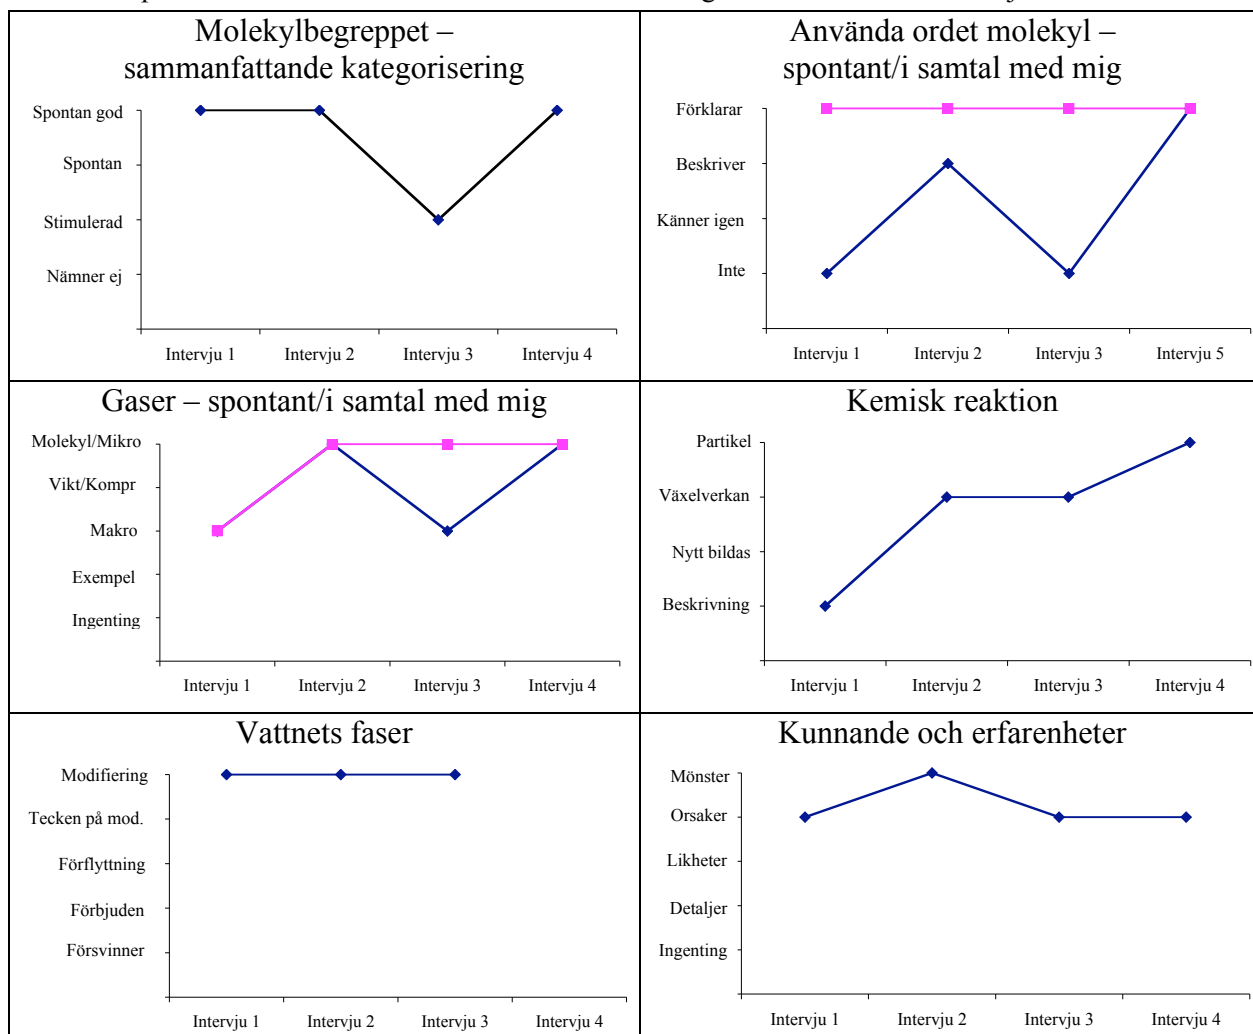 Molekylbegreppet –
sammanfattande kategorisering
Spontan god
Spontan
Stimulerad
Nämner ej
Intervju 1 Intervju 2 Intervju 3 Intervju 4
Använda ordet molekyl –
spontant/i samtal med mig
Förklarar
Beskriver
Känner igen
Inte
Intervju 1 Intervju 2 Intervju 3 Intervju 5
Gaser – spontant/i samtal med mig
Molekyl/Mikro
Vikt/Kompr
Makro
Exempel
Ingenting
Intervju 1 Intervju 2 Intervju 3 Intervju 4
Kemisk reaktion
Partikel
Växelverkan
Nytt bildas
Beskrivning
Intervju 1 Intervju 2 Intervju 3 Intervju 4
Vattnets faser
Modifiering
Tecken på mod.
Förflyttning
Förbjuden
Försvinner
Intervju 1 Intervju 2 Intervju 3 Intervju 4
Kunnande och erfarenheter
Mönster
Orsaker
Likheter
Detaljer
Ingenting
Intervju 1 Intervju 2 Intervju 3 Intervju 4